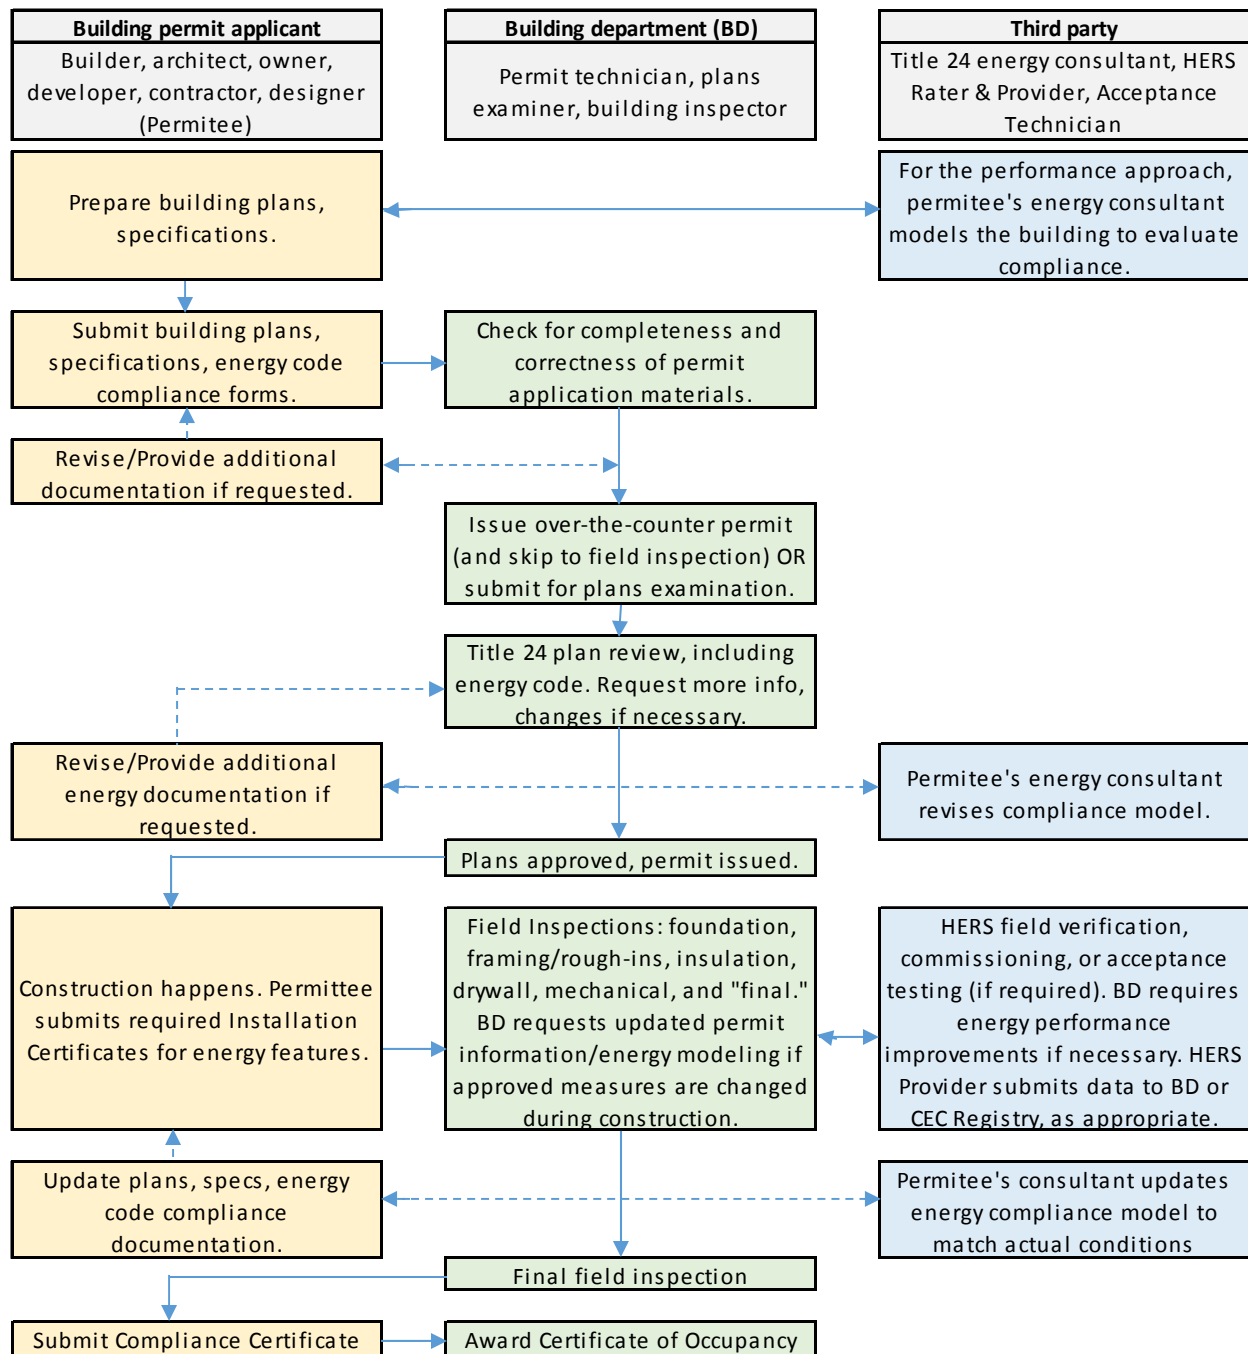 Building permit applicant
Builder, architect, owner,
developer, contractor, designer
(Permitee)
Building department (BD)
Permit technician, plans
examiner, building inspector
Third party
Title 24 energy consultant, HERS
Rater & Provider, Acceptance
Technician
Prepare building plans,
specifications.
For the performance approach,
permitee's energy consultant
models the building to evaluate
compliance.
Submit building plans,
specifications, energy code
compliance forms.
Check for completeness and
correctness of permit
application materials.
Revise/Provide additional
documentation if requested.
Issue over-the-counter permit
(and skip to field inspection) OR
submit for plans examination.
Title 24 plan review, including
energy code. Request more info,
changes if necessary.
Revise/Provide additional
energy documentation if
requested.
Permitee's energy consultant
revises compliance model.
Plans approved, permit issued.
Construction happens. Permittee
submits required Installation
Certificates for energy features.
Field Inspections: foundation,
framing/rough-ins, insulation,
drywall, mechanical, and "final."
BD requests updated permit
information/energy modeling if
approved measures are changed
during construction.
HERS field verification,
commissioning, or acceptance
testing (if required). BD requires
energy performance
improvements if necessary. HERS
Provider submits data to BD or
CEC Registry, as appropriate.
Update plans, specs, energy
code compliance
documentation.
Permitee's consultant updates
energy compliance model to
match actual conditions
Final field inspection
Submit Compliance Certificate
Award Certificate of Occupancy